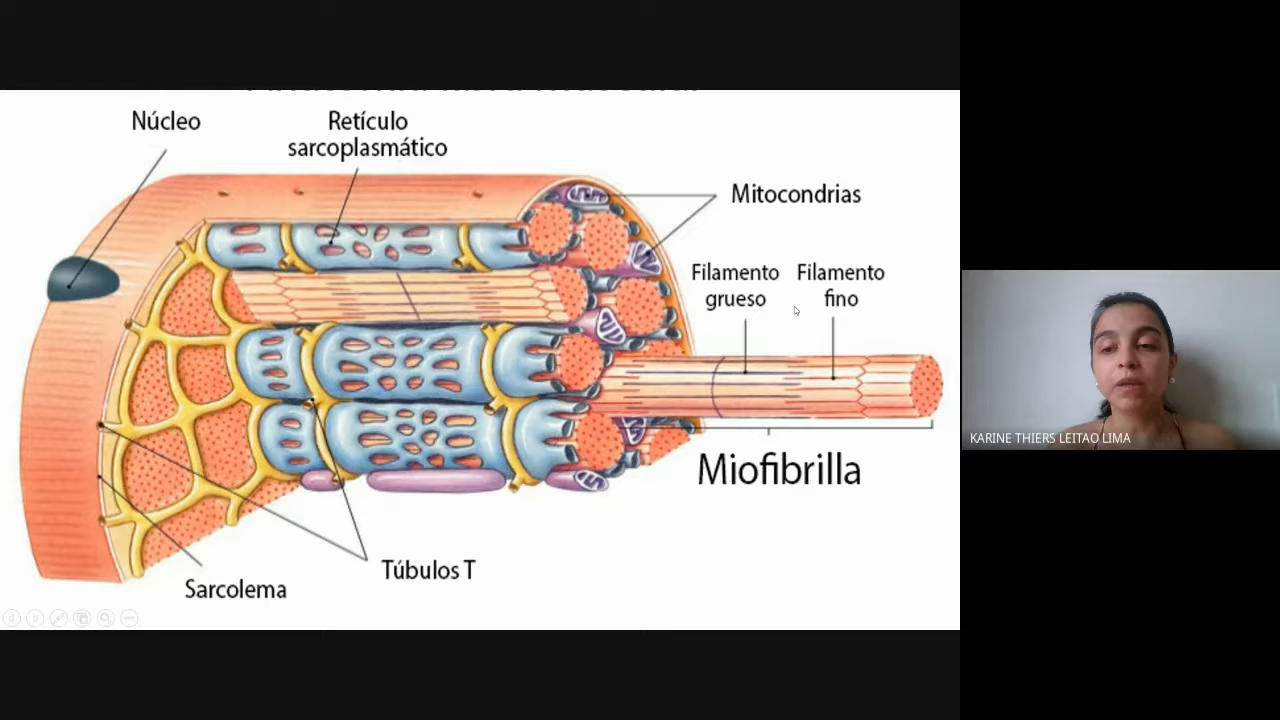 Núcleo
Retículo
sarcoplasmático
Mitocondrias
Filamento
grueso
Filamento
fino
Miofibrilla
Túbulos T
Sarcolema
KARINE THIERS LEITAO LIMA